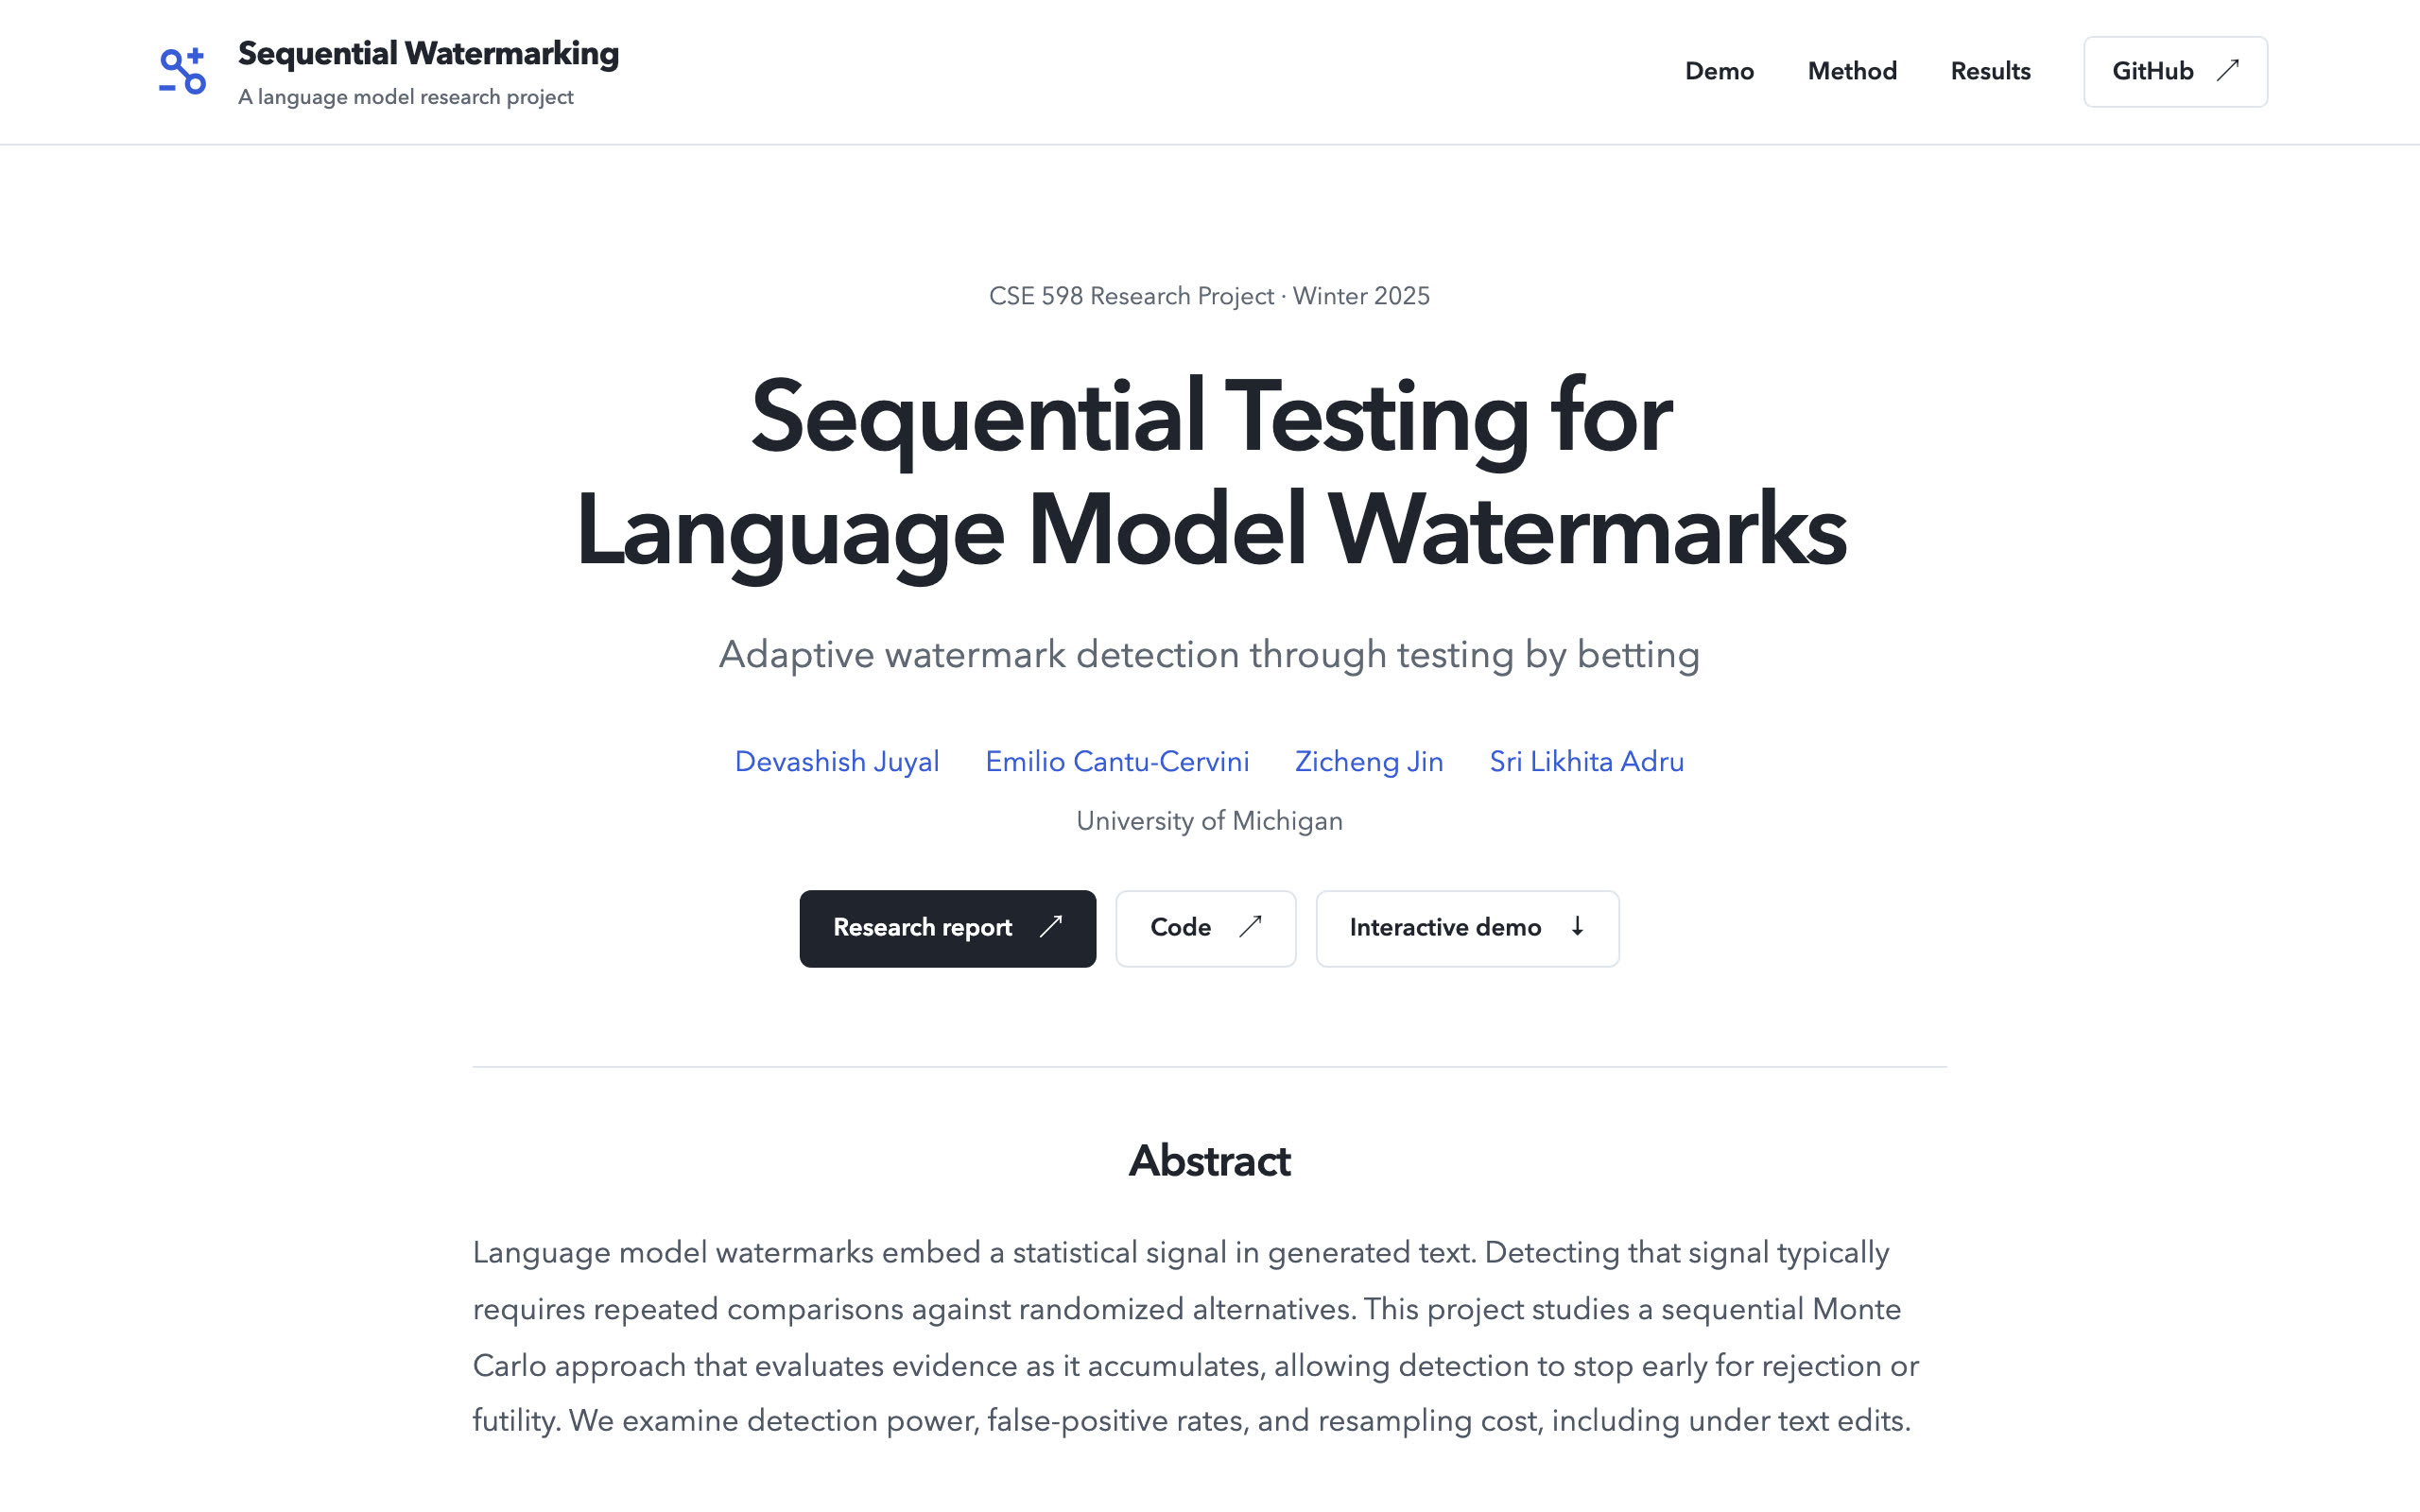 Sequential Watermarking
A language model research project
Demo
Method
Results
GitHub ↗
CSE 598 Research Project · Winter 2025
Sequential Testing for
Language Model Watermarks
Adaptive watermark detection through testing by betting
Devashish Juyal Emilio Cantu-Cervini Zicheng Jin Sri Likhita Adru
University of Michigan
Research report ↗ Code ↗ Interactive demo ↓
Abstract
Language model watermarks embed a statistical signal in generated text. Detecting that signal typically
requires repeated comparisons against randomized alternatives. This project studies a sequential Monte
Carlo approach that evaluates evidence as it accumulates, allowing detection to stop early for rejection or
futility. We examine detection power, false-positive rates, and resampling cost, including under text edits.